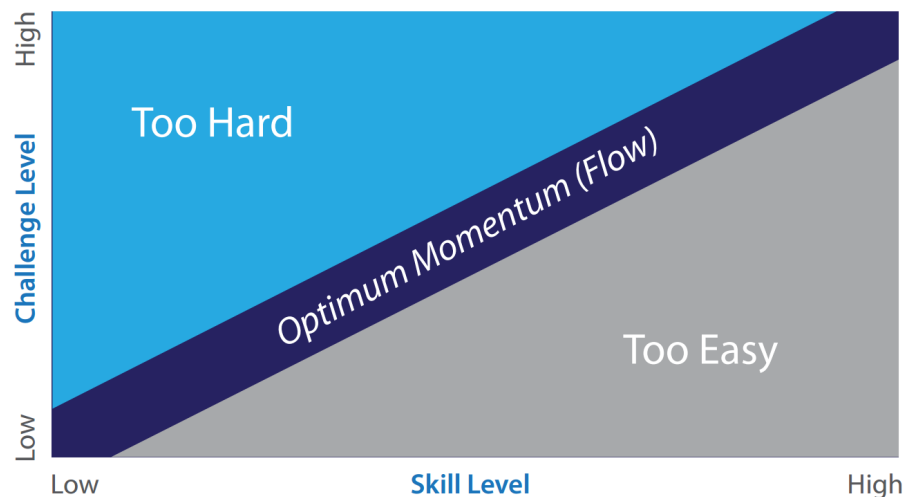 High
Too Hard
Challenge Level
Optimum Momentum (Flow)
Too Easy
Low
Low
Skill Level
High